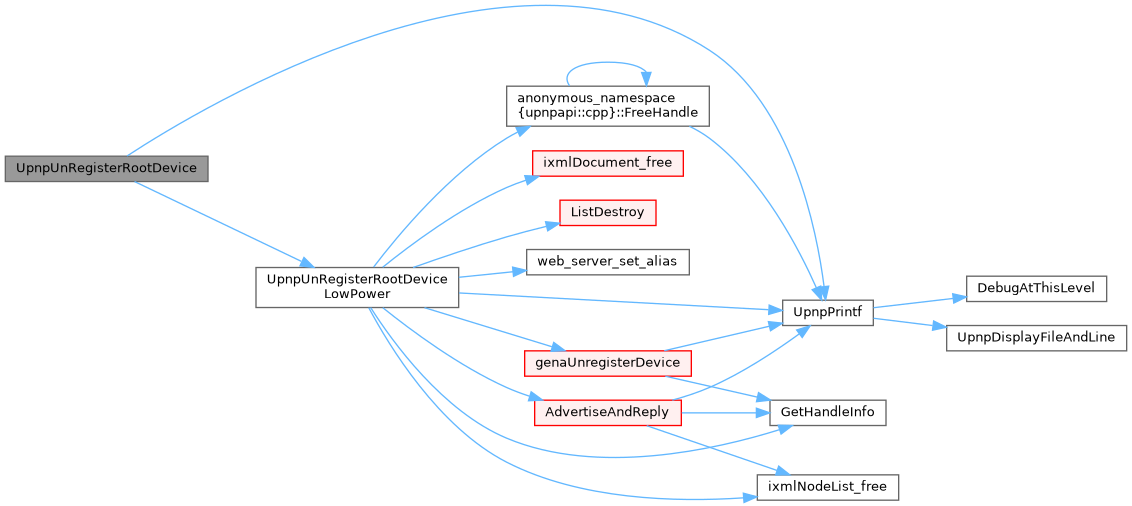 anonymous_namespace
{upnpapi::cpp}::FreeHandle
ixmlDocument_free
UpnpUnRegisterRootDevice
ListDestroy
web_server_set_alias
UpnpUnRegisterRootDevice
LowPower
DebugAtThisLevel
UpnpPrintf
UpnpDisplayFileAndLine
genaUnregisterDevice
AdvertiseAndReply
GetHandleInfo
ixmlNodeList_free